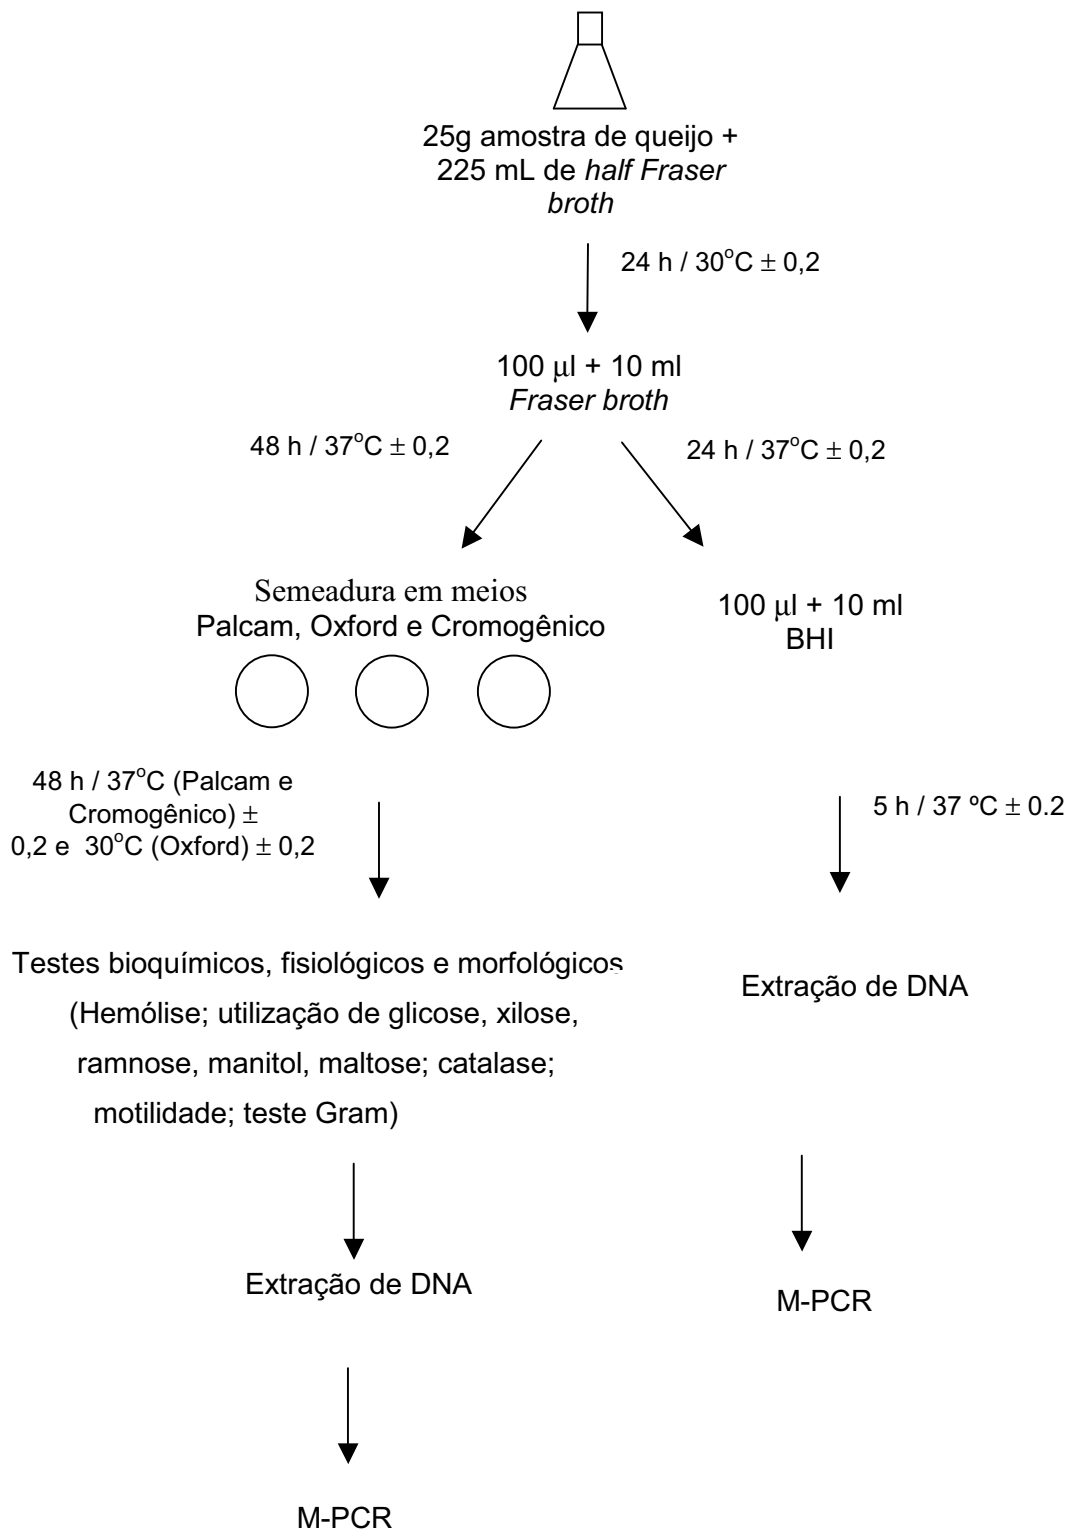 25g amostra de queijo +
225 mL de half Fraser
broth
24 h / 30°C ± 0,2
100 μl + 10 ml
Fraser broth
48 h / 37°C ± 0,2
24 h / 37°C ± 0,2
Semeadura em meios
Palcam, Oxford e Cromogênico
100 μl + 10 ml
BHI
48 h / 37°C (Palcam e
Cromogênico) ±
0,2 e 30°C (Oxford) ± 0,2
5 h / 37 ºC ± 0.2
Testes bioquímicos, fisiológicos e morfológicos
(Hemólise; utilização de glicose, xilose,
ramnose, manitol, maltose; catalase;
motilidade; teste Gram)
Extração de DNA
Extração de DNA
M-PCR
M-PCR